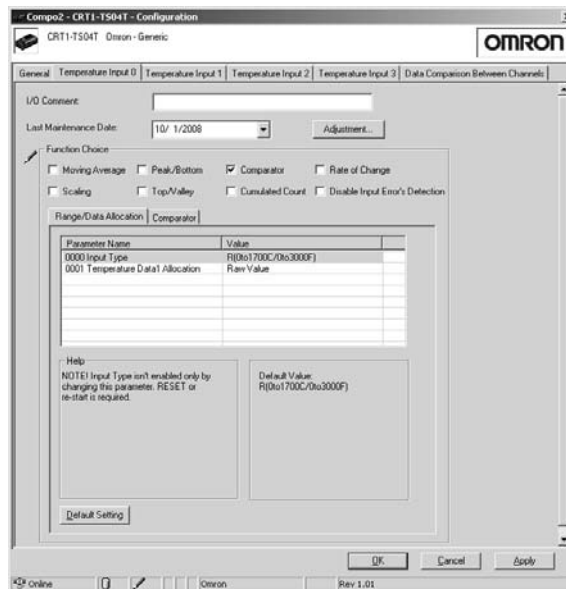 Compo2 - CRT1-TS04T - Configuration
CRT1-TS04T Omron - Generic
OMRON
General Temperature Input 0 Temperature Input 1 Temperature Input 2 Temperature Input 3 Data Comparison Between Channels
I/O Comment:
Last Maintenance Date: 10/ 1/2008 Adjustment...
Function Choice
Moving Average Peak/Bottom Comparator Rate of Change
Scaling Top/Valley Cumulated Count Disable Input Error's Detection
Range/Data Allocation Comparator
Parameter Name Value
0000 Input Type R(0to1700C/0to3000F)
0001 Temperature Data1 Allocation Raw Value
Help
NOTE! Input Type isn't enabled only by
changing this parameter. RESET or
re-start is required.
Default Value:
R(0to1700C/0to3000F)
Default Setting
OK Cancel Apply
Online Omron Rev 1.01